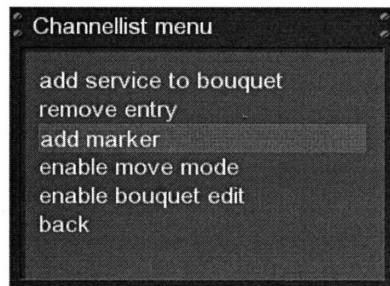 Channellist menu
add service to bouquet
remove entry
add marker
enable move mode
enable bouquet edit
back